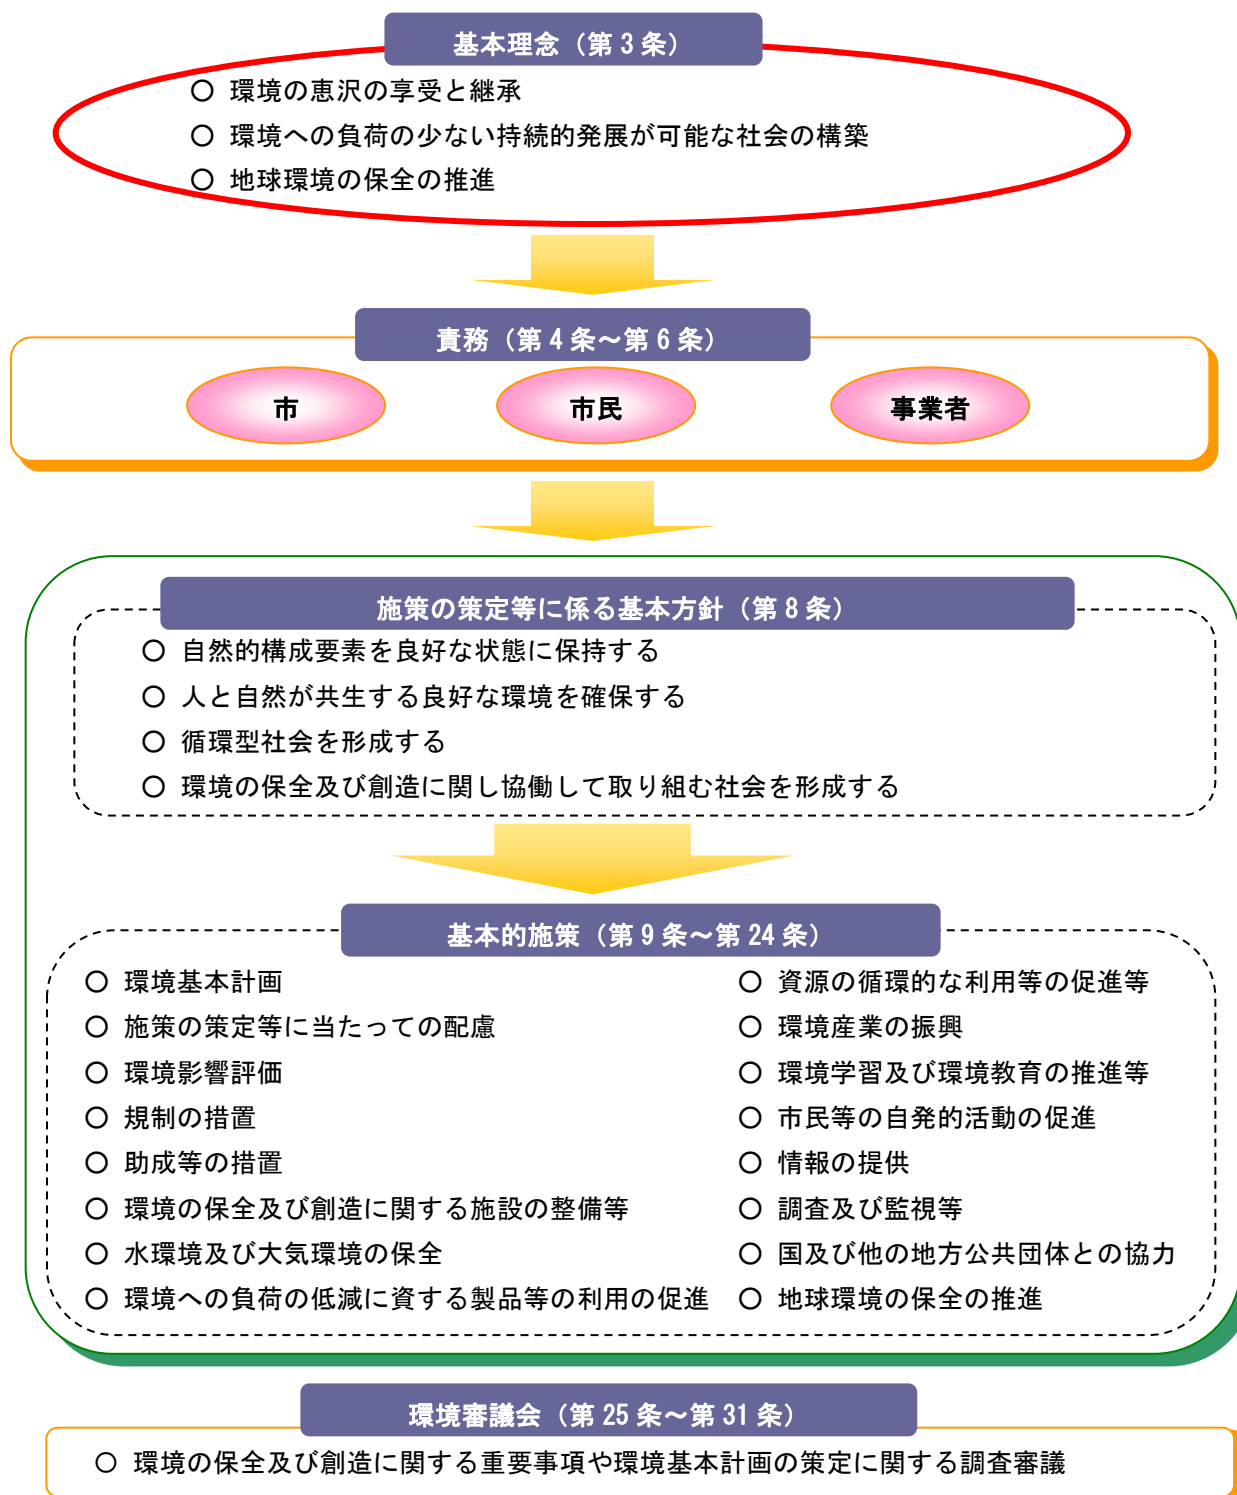 基本理念（第3条）
○ 環境の恵沢の享受と継承
○ 環境への負荷の少ない持続的発展が可能な社会の構築
○ 地球環境の保全の推進
責務（第4条～第6条）
市
市民
事業者
施策の策定等に係る基本方針（第8条）
○ 自然的構成要素を良好な状態に保持する
○ 人と自然が共生する良好な環境を確保する
○ 循環型社会を形成する
○ 環境の保全及び創造に関し協働して取り組む社会を形成する
基本的施策（第9条～第24条）
○ 環境基本計画
○ 施策の策定等に当たっての配慮
○ 環境影響評価
○ 規制の措置
○ 助成等の措置
○ 環境の保全及び創造に関する施設の整備等
○ 水環境及び大気環境の保全
○ 環境への負荷の低減に資する製品等の利用の促進
○ 資源の循環的な利用等の促進等
○ 環境産業の振興
○ 環境学習及び環境教育の推進等
○ 市民等の自発的活動の促進
○ 情報の提供
○ 調査及び監視等
○ 国及び他の地方公共団体との協力
○ 地球環境の保全の推進
環境審議会（第25条～第31条）
○ 環境の保全及び創造に関する重要事項や環境基本計画の策定に関する調査審議